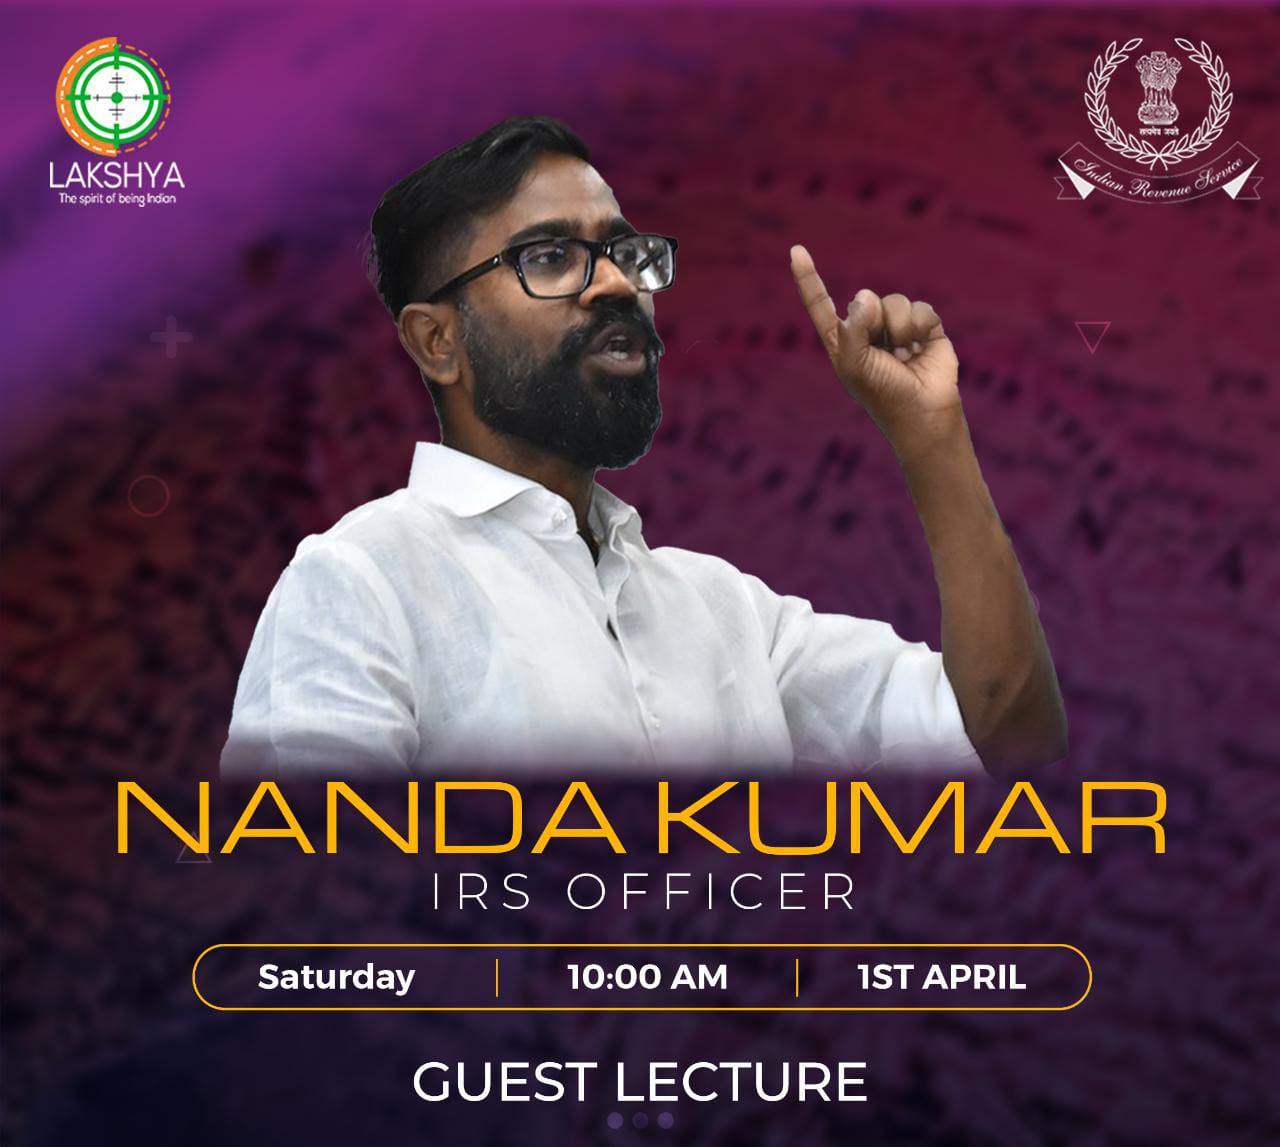 LAKSHYA
The spirit of being Indian
सत्यमेव जयते
Indian Revenue Service
NANDA KUMAR
IRS OFFICER
Saturday
10:00 AM
1ST APRIL
GUEST LECTURE